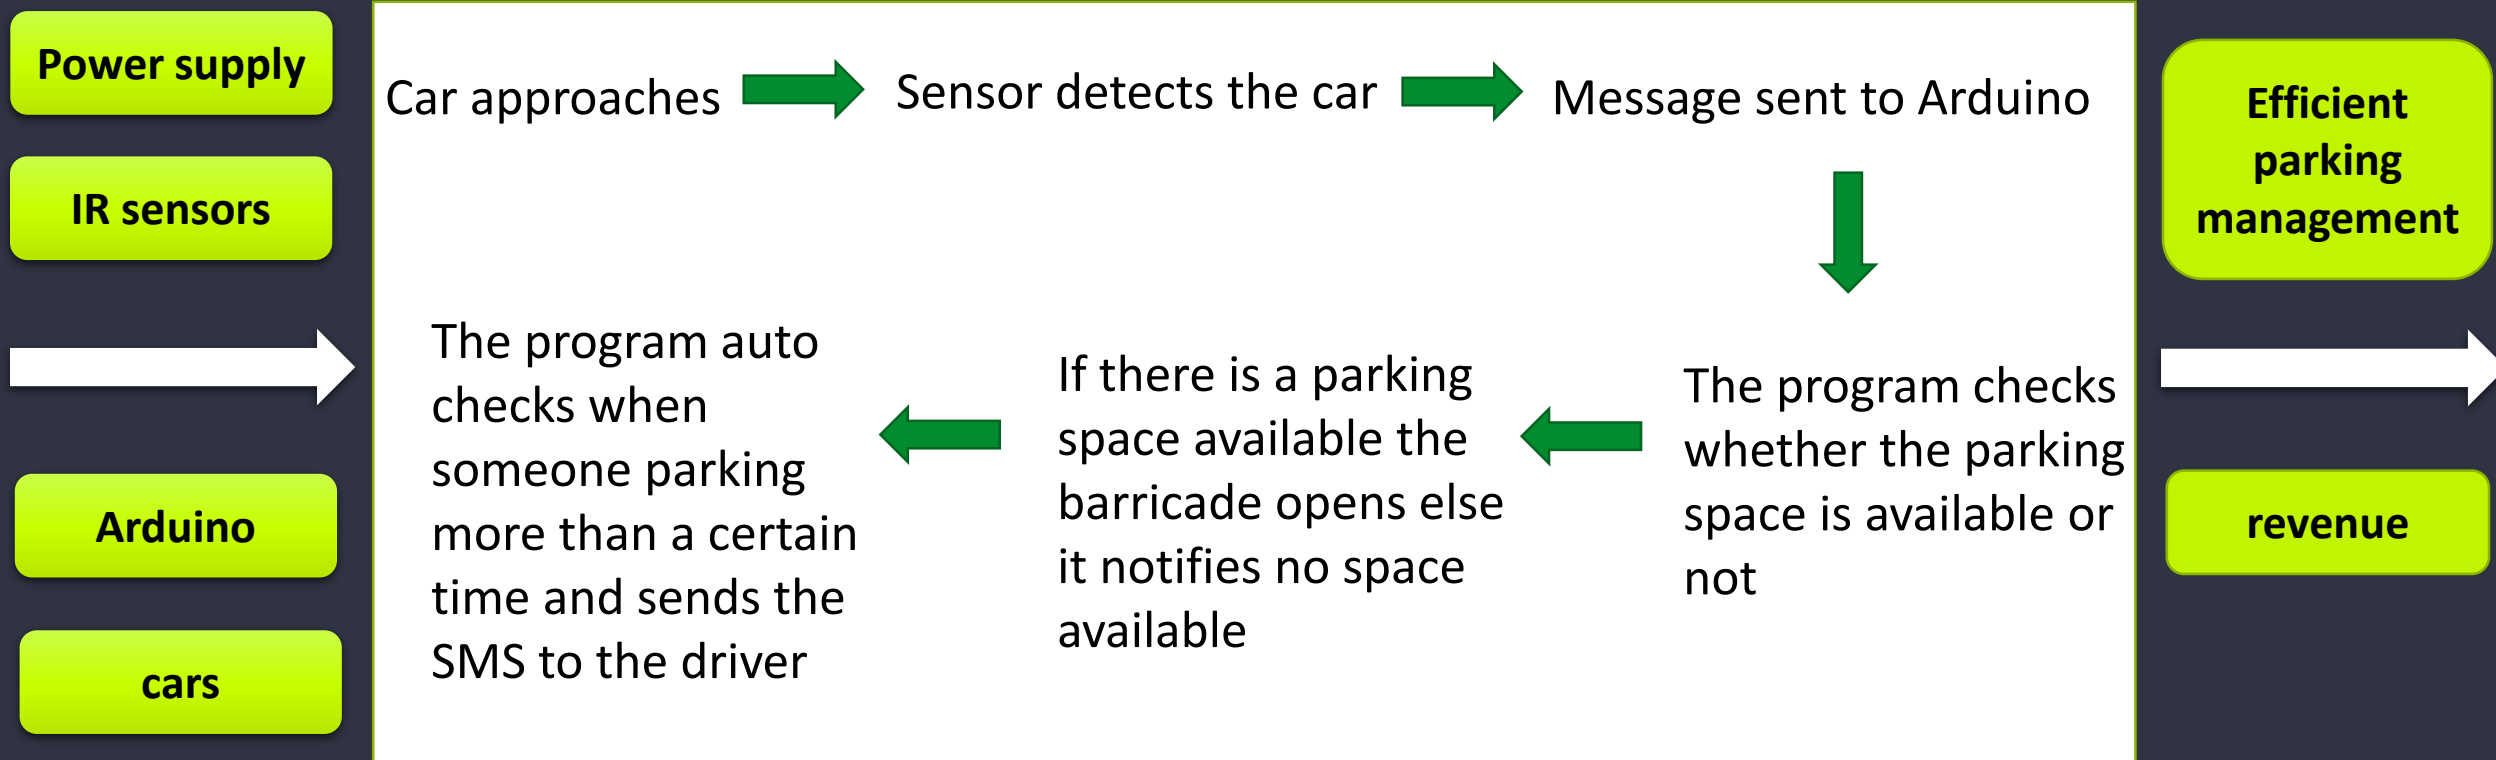 Power supply
IR sensors
Arduino
cars
Car approaches
Sensor detects the car
Message sent to Arduino
The program checks
whether the parking
space is available or
not
If there is a parking
space available the
barricade opens else
it notifies no space
available
The program auto
checks when
someone parking
more than a certain
time and sends the
SMS to the driver
Efficient
parking
management
revenue